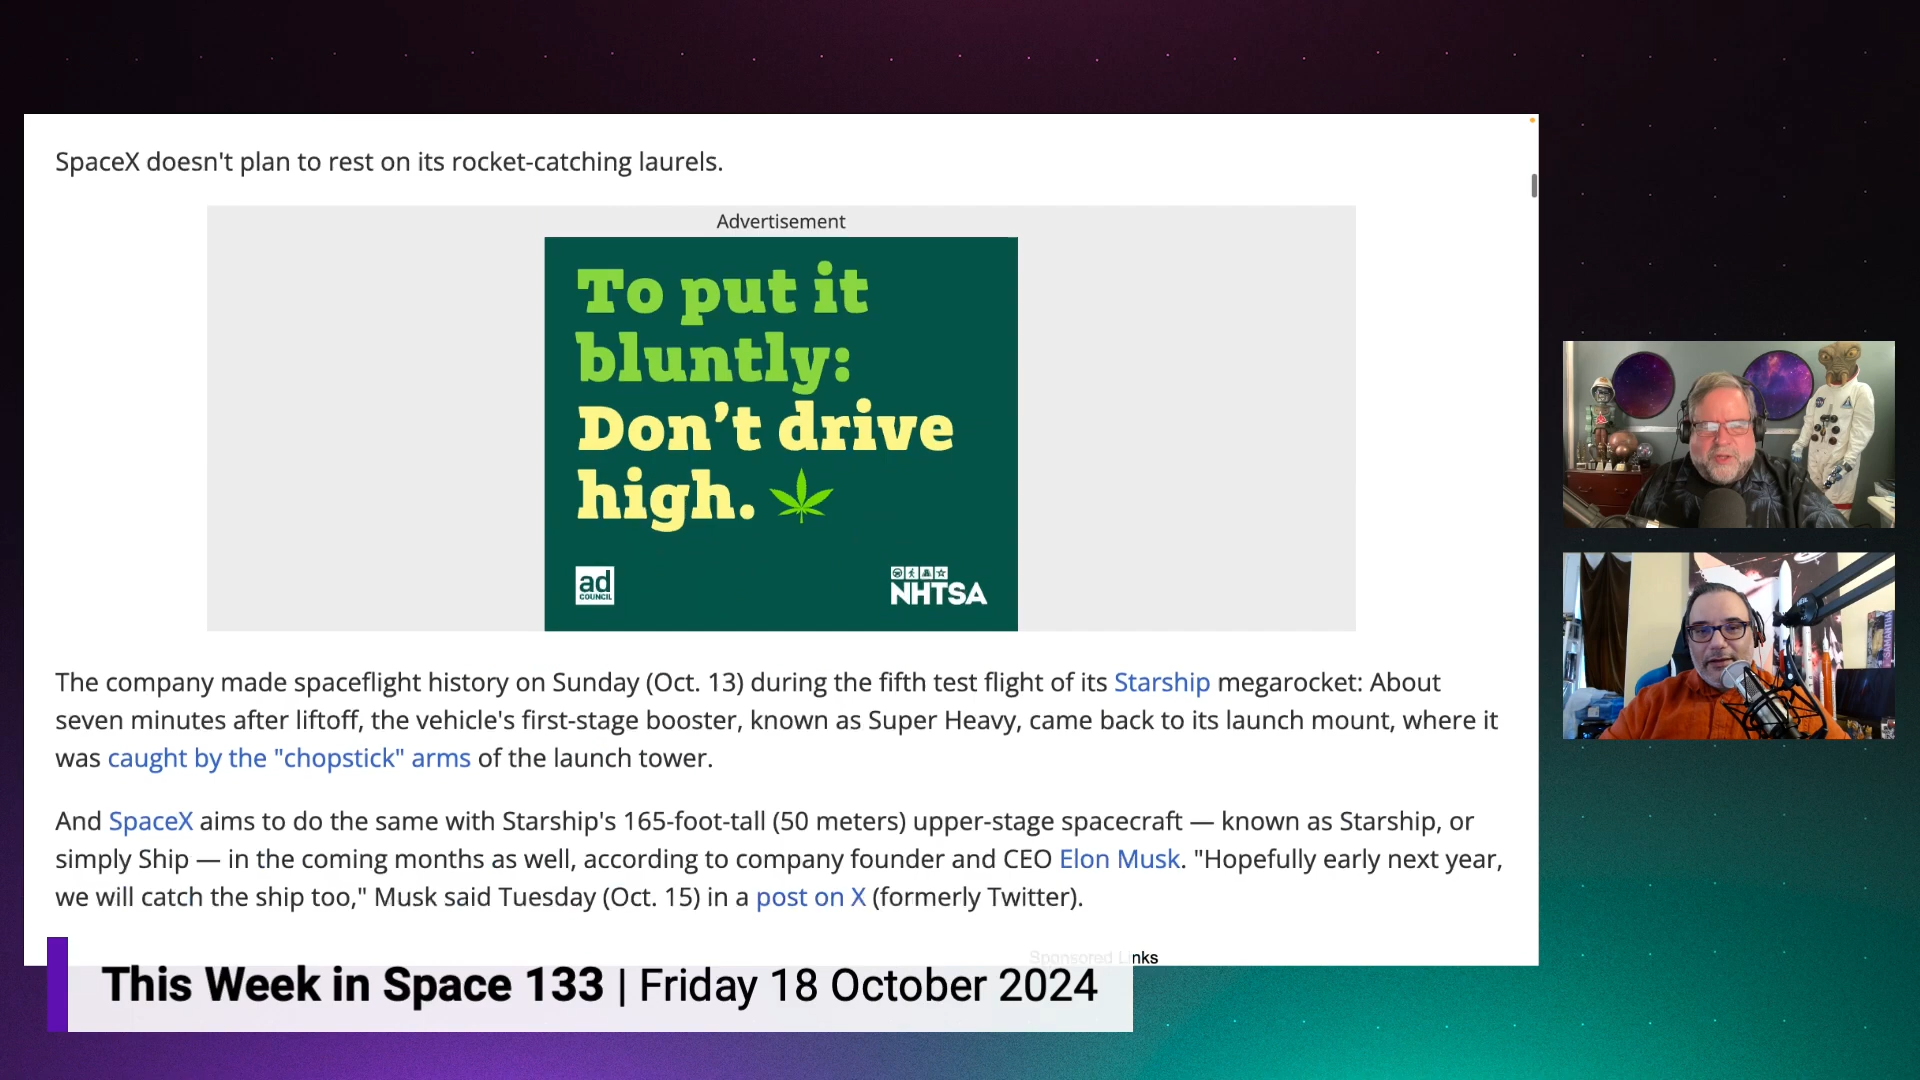 SpaceX doesn't plan to rest on its rocket-catching laurels.
Advertisement
To put it
bluntly:
Don't drive
high.
ad
COUNCIL
NHTSA
The company made spaceflight history on Sunday (Oct. 13) during the fifth test flight of its Starship megarocket: About
seven minutes after liftoff, the vehicle's first-stage booster, known as Super Heavy, came back to its launch mount, where it
was caught by the "chopstick" arms of the launch tower.
And SpaceX aims to do the same with Starship's 165-foot-tall (50 meters) upper-stage spacecraft — known as Starship, or
simply Ship — in the coming months as well, according to company founder and CEO Elon Musk. "Hopefully early next year,
we will catch the ship too," Musk said Tuesday (Oct. 15) in a post on X (formerly Twitter).
Sponsored Links
This Week in Space 133 | Friday 18 October 2024
SAMANTHA